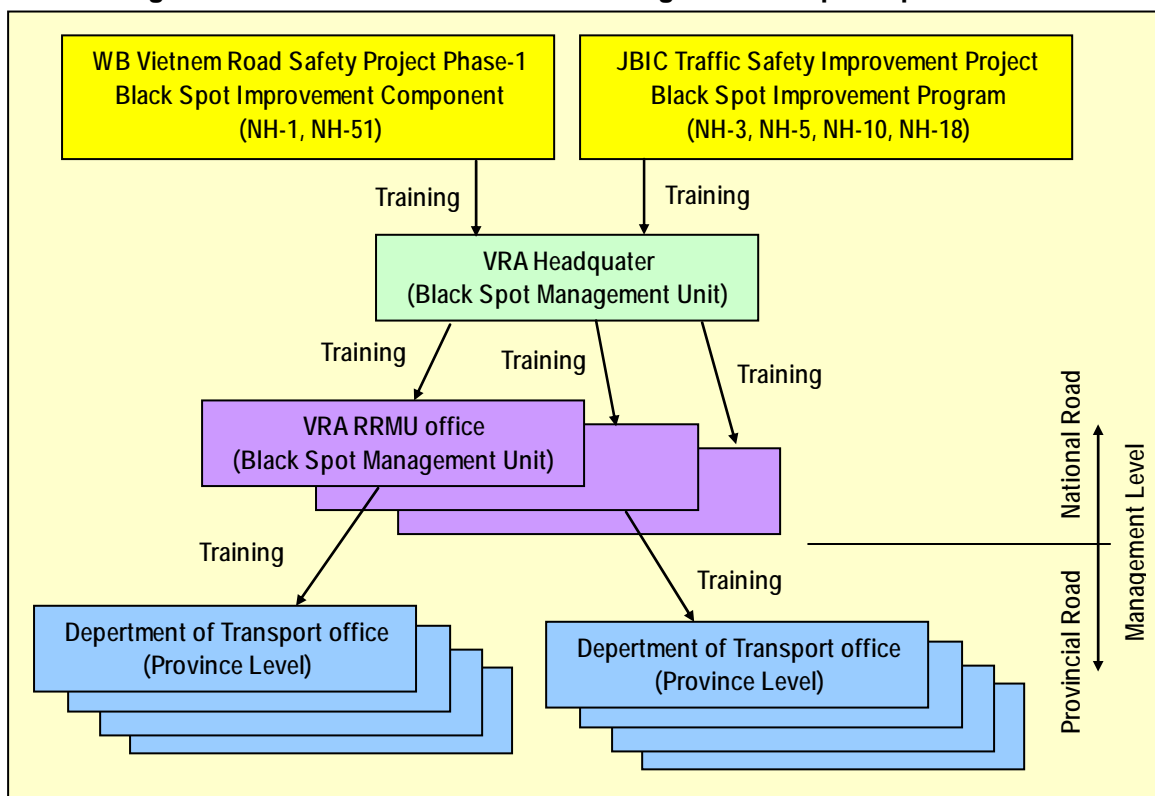 WB Vietnem Road Safety Project Phase-1
Black Spot Improvement Component
(NH-1, NH-51)
JBIC Traffic Safety Improvement Project
Black Spot Improvement Program
(NH-3, NH-5, NH-10, NH-18)
Training
Training
VRA Headquater
(Black Spot Management Unit)
Training
Training
Training
VRA RRMU office
(Black Spot Management Unit)
National Road
Management Level
Provincial Road
Training
Training
Depertment of Transport office
(Province Level)
Depertment of Transport office
(Province Level)